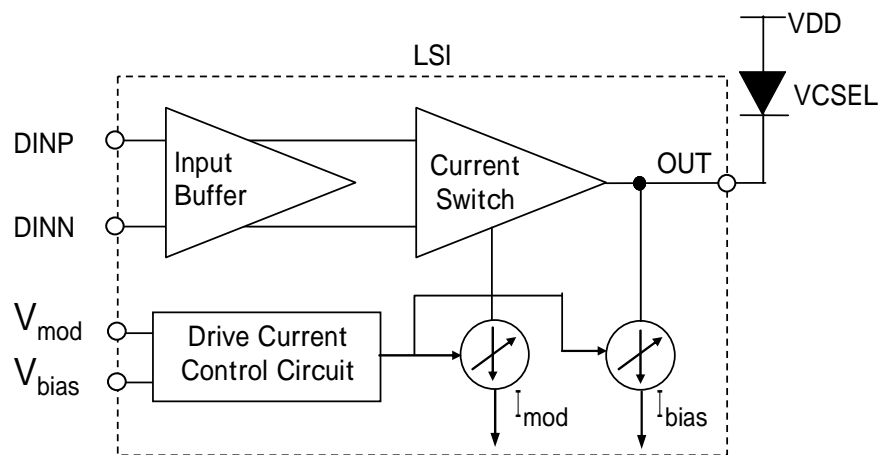 VDD
LSI
VCSEL
DINP
Input
Buffer
Current
Switch
OUT
DINN
Vmod
Vbias
Drive Current
Control Circuit
Imod
Ibias